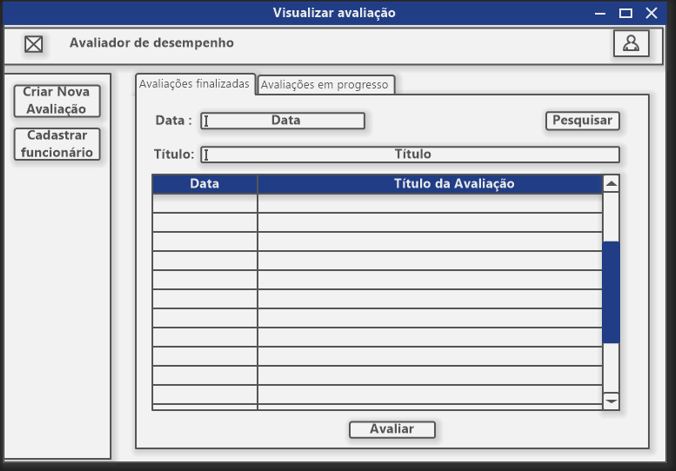 Visualizar avaliação
Avaliador de desempenho
Criar Nova
Avaliação
Cadastrar
funcionário
Avaliações finalizadas
Avaliações em progresso
Data :
Data
Pesquisar
Título:
Título
Data
Título da Avaliação
Avaliar